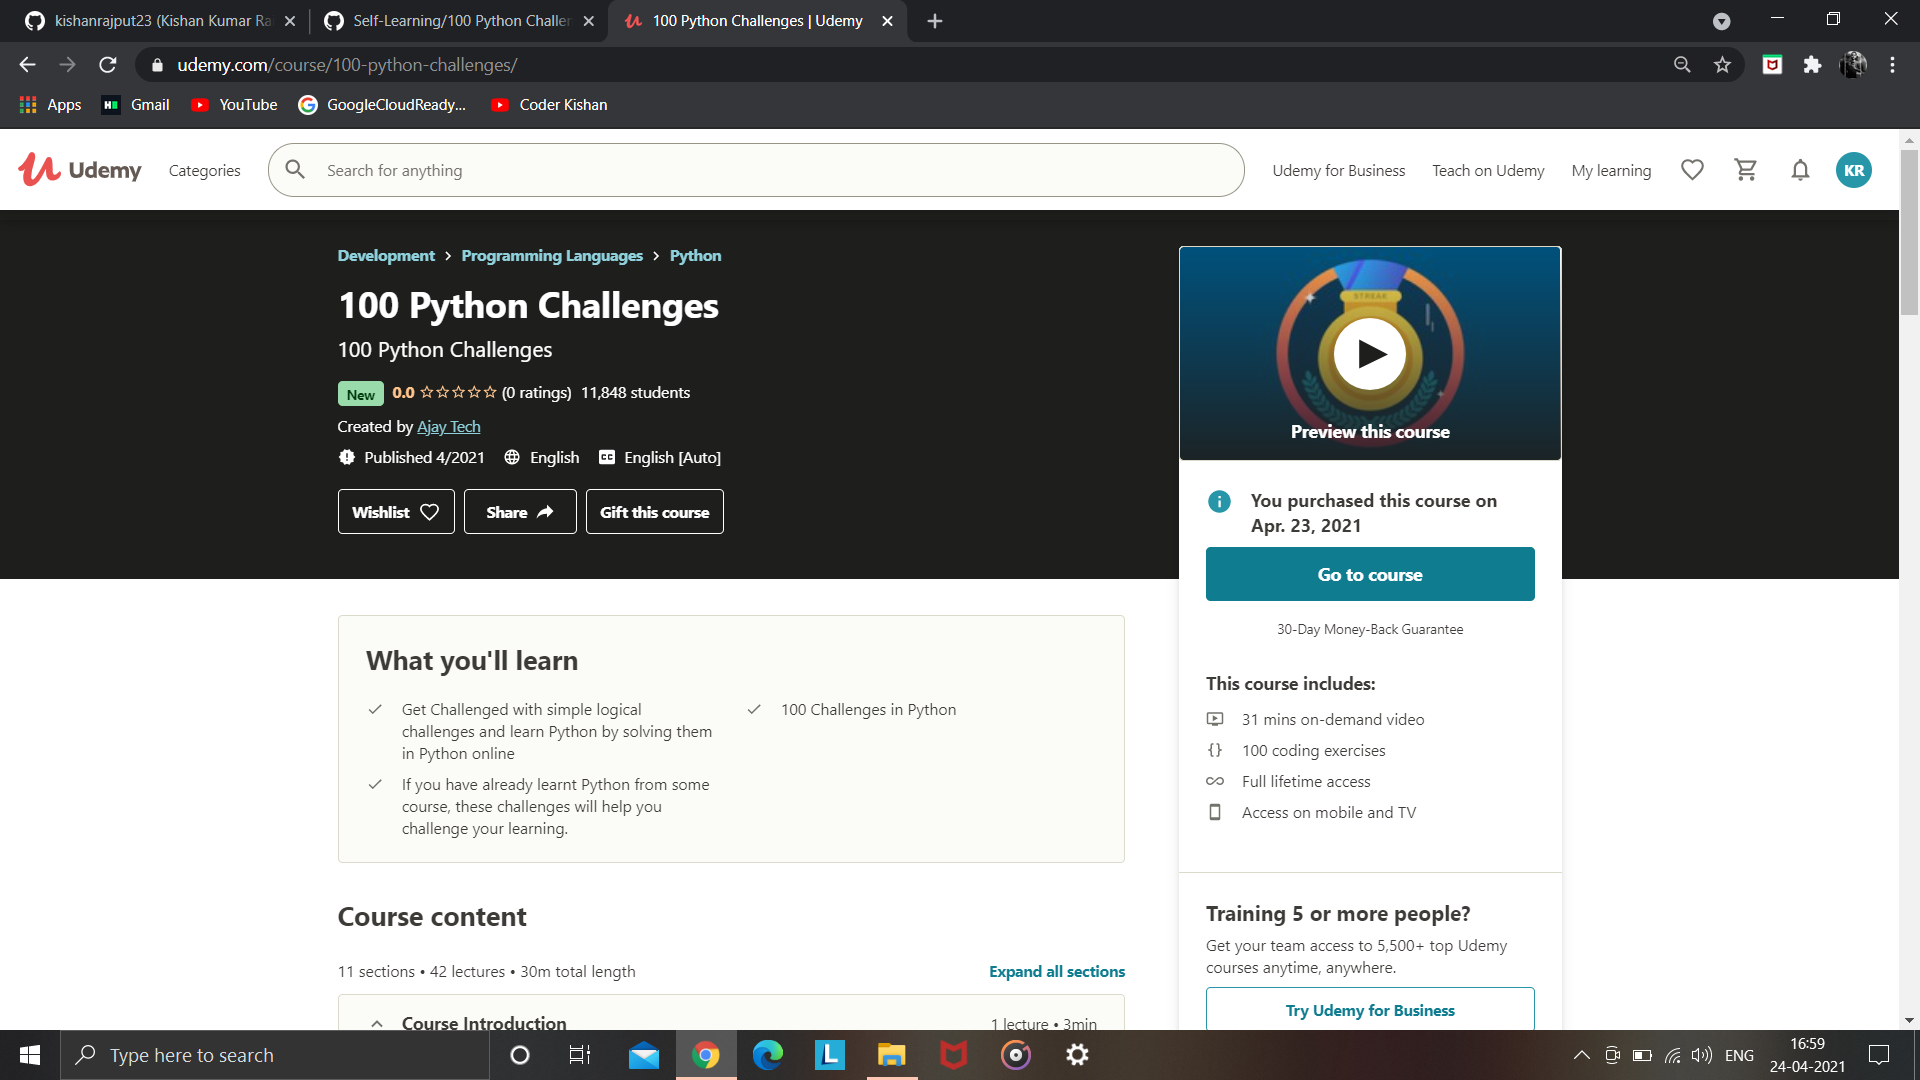 kishanrajput23 (Kishan Kumar Ra
Self-Learning/100 Python Challen
100 Python Challenges | Udemy
udemy.com/course/100-python-challenges/
Apps
Gmail
YouTube
GoogleCloudReady...
Coder Kishan
Udemy
Categories
Search for anything
Udemy for Business
Teach on Udemy
My learning
KR
Development > Programming Languages > Python
100 Python Challenges
100 Python Challenges
New 0.0 (0 ratings) 11,848 students
Created by Ajay Tech
Published 4/2021 English CC English [Auto]
Wishlist
Share
Gift this course
STREAK
Preview this course
You purchased this course on
Apr. 23, 2021
Go to course
30-Day Money-Back Guarantee
This course includes:
31 mins on-demand video
{} 100 coding exercises
Full lifetime access
Access on mobile and TV
Training 5 or more people?
Get your team access to 5,500+ top Udemy
courses anytime, anywhere.
Try Udemy for Business
What you'll learn
Get Challenged with simple logical
challenges and learn Python by solving them
in Python online
100 Challenges in Python
If you have already learnt Python from some
course, these challenges will help you
challenge your learning.
Course content
11 sections • 42 lectures • 30m total length
Expand all sections
Course Introduction
1 lecture • 3min
Type here to search
L
ENG
16:59
24-04-2021